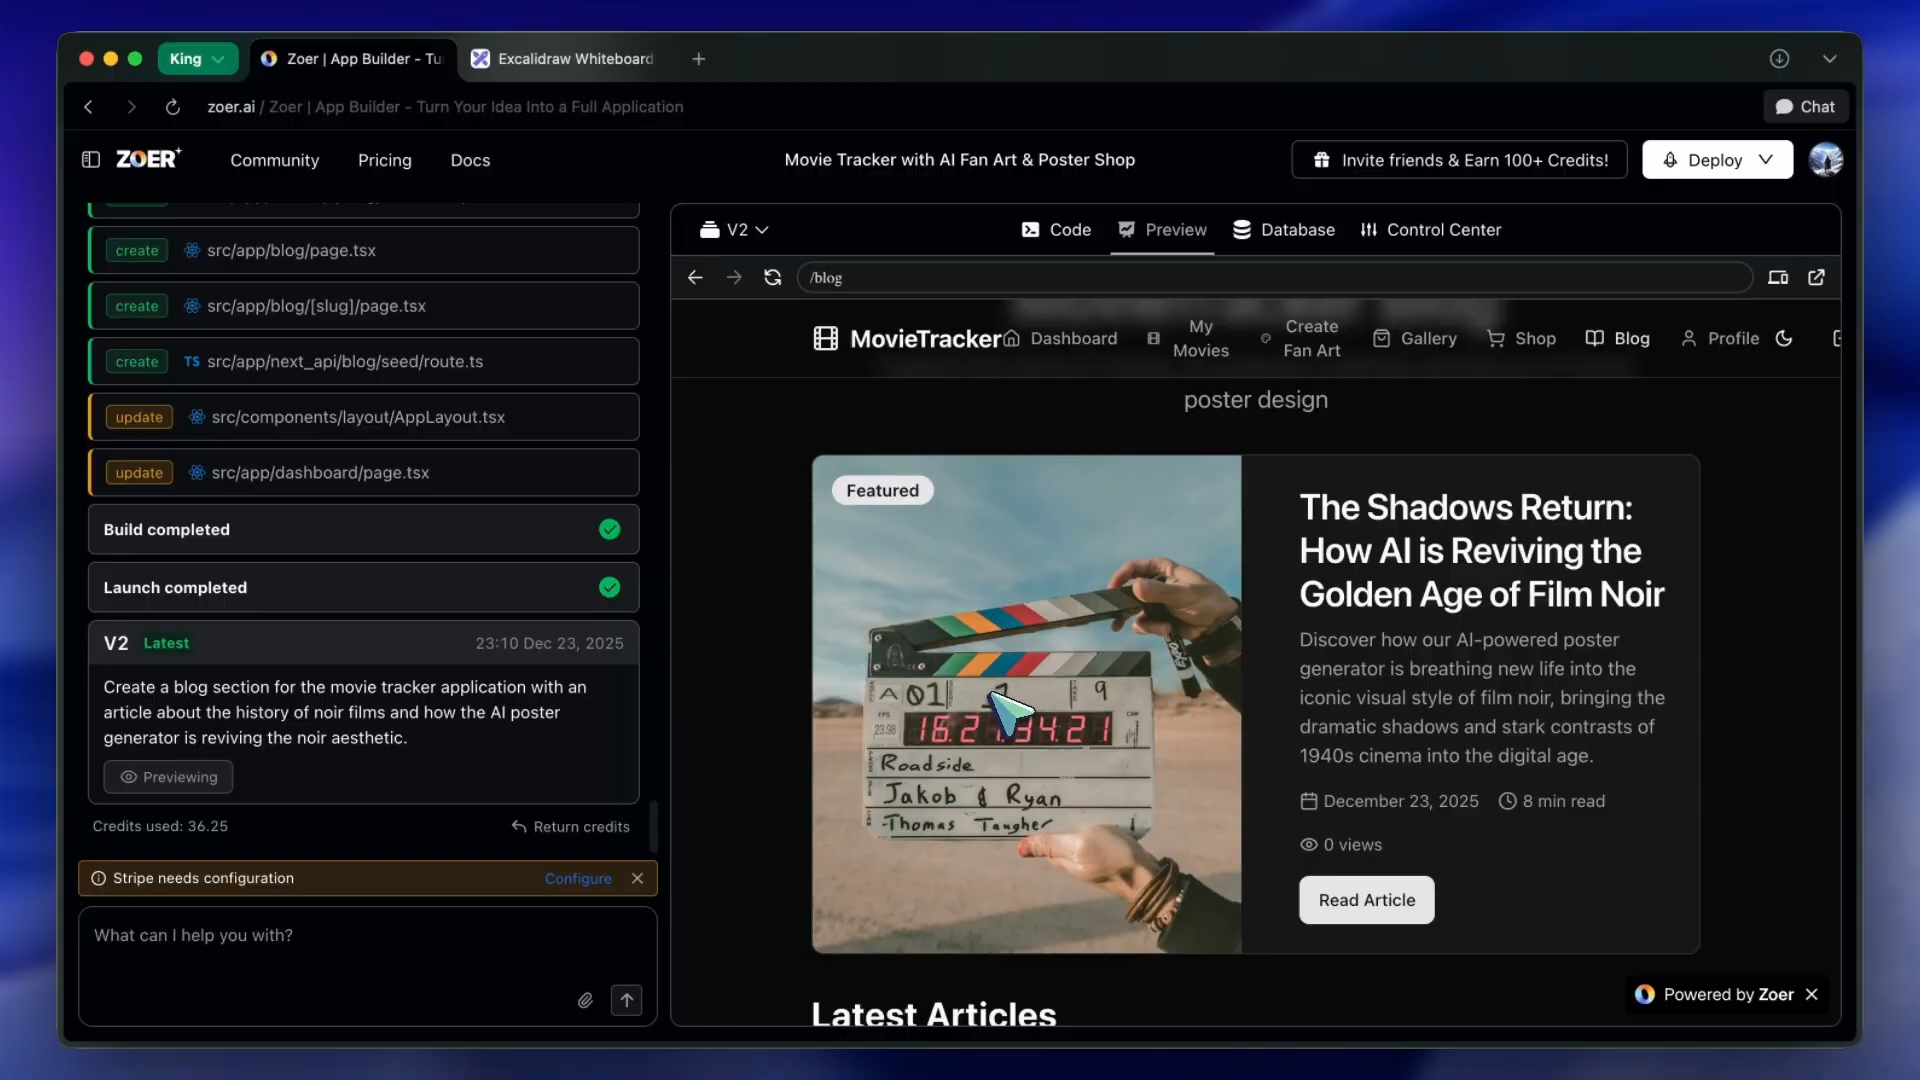 King
Zoer | App Builder - Tu
Excalidraw Whiteboard
zoer.ai / Zoer | App Builder - Turn Your Idea Into a Full Application
Chat
ZOER
Community
Pricing
Docs
Movie Tracker with AI Fan Art & Poster Shop
Invite friends & Earn 100+ Credits!
Deploy
create
src/app/blog/page.tsx
create
src/app/blog/[slug]/page.tsx
create
TS src/app/next_api/blog/seed/route.ts
update
src/components/layout/AppLayout.tsx
update
src/app/dashboard/page.tsx
Build completed
Launch completed
V2 Latest
23:10 Dec 23, 2025
Create a blog section for the movie tracker application with an
article about the history of noir films and how the AI poster
generator is reviving the noir aesthetic.
Previewing
Credits used: 36.25
Return credits
Stripe needs configuration
Configure
What can I help you with?
V2
Code
Preview
Database
Control Center
/blog
MovieTracker
Dashboard
My
Movies
Create
Fan Art
Gallery
Shop
Blog
Profile
poster design
Featured
A 01
9
23.98
Roadside
Jakob & Ryan
The Shadows Return:
How AI is Reviving the
Golden Age of Film Noir
Discover how our AI-powered poster
generator is breathing new life into the
iconic visual style of film noir, bringing the
dramatic shadows and stark contrasts of
1940s cinema into the digital age.
December 23, 2025
8 min read
0 views
Read Article
Latest Articles
Powered by Zoer